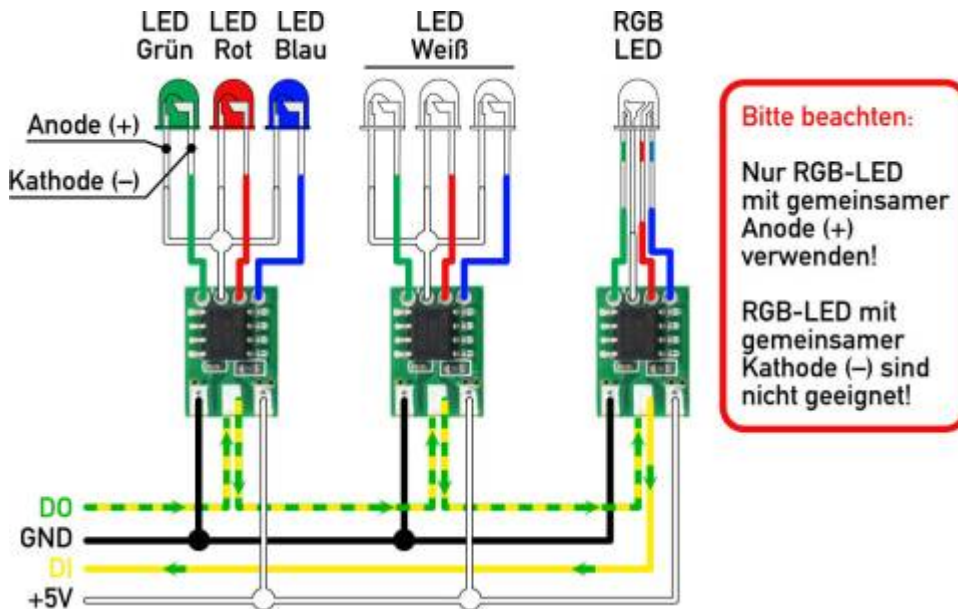 LED
Grün
LED
Rot
LED
Blau
LED
Weiß
RGB
LED
Anode (+)
Kathode (–)
Bitte beachten:
Nur RGB-LED
mit gemeinsamer
Anode (+)
verwenden!
RGB-LED mit
gemeinsamer
Kathode (–) sind
nicht geeignet!
DO
GND
DI
+5V